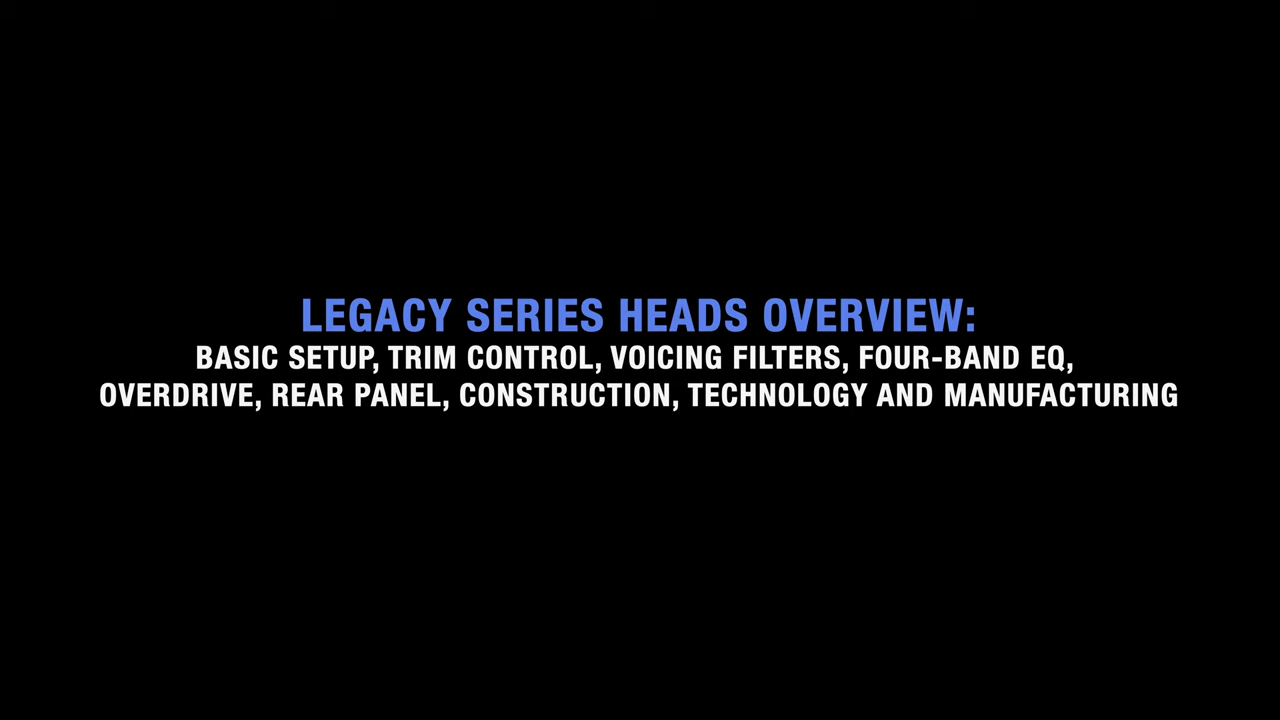 LEGACY SERIES HEADS OVERVIEW:
BASIC SETUP, TRIM CONTROL, VOICING FILTERS, FOUR-BAND EQ,
OVERDRIVE, REAR PANEL, CONSTRUCTION, TECHNOLOGY AND MANUFACTURING